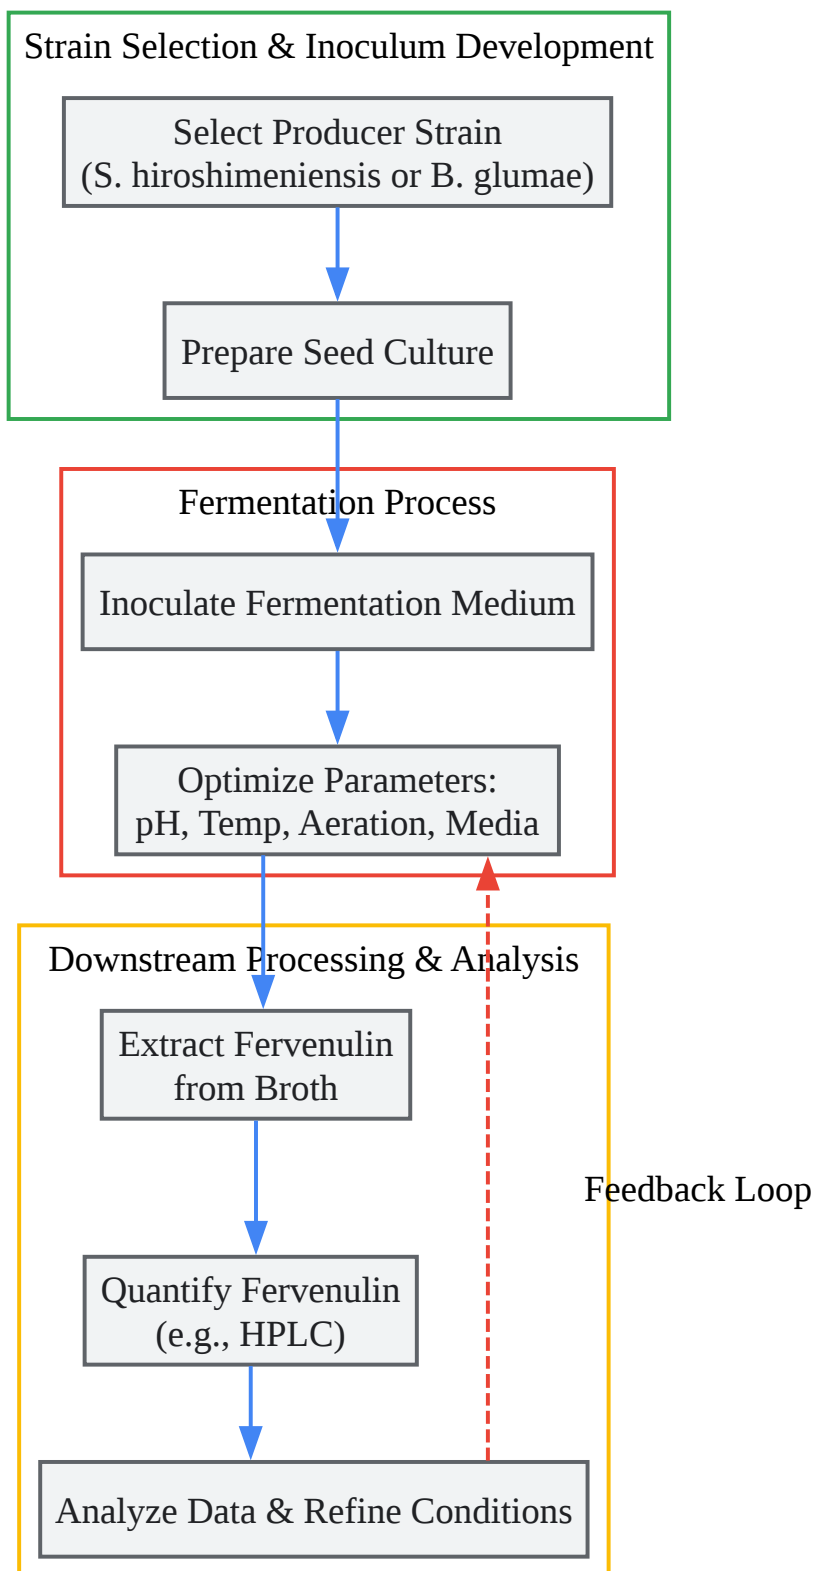 Strain Selection & Inoculum Development
Select Producer Strain
(S. hiroshimeniensis or B. glumae)
Prepare Seed Culture
Fermentation Process
Inoculate Fermentation Medium
Optimize Parameters:
pH, Temp, Aeration, Media
Downstream Processing & Analysis
Extract Fervenulin
from Broth
Feedback Loop
Quantify Fervenulin
(e.g., HPLC)
Analyze Data & Refine Conditions